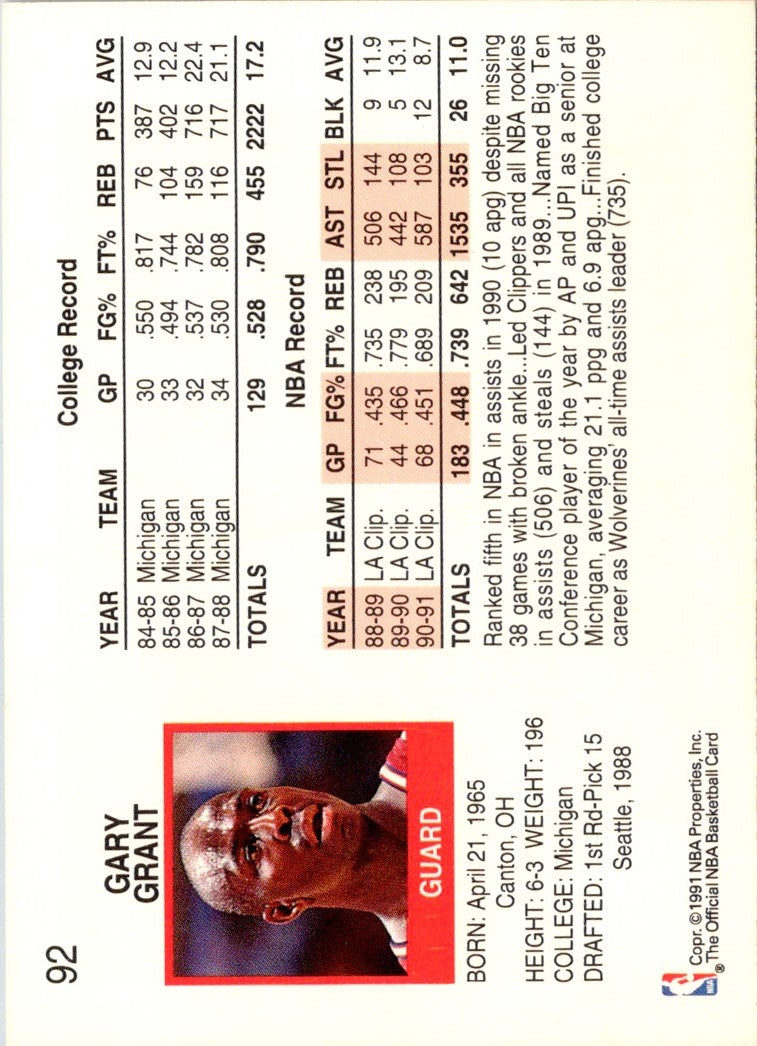 92
GARY
GRANT
GUARD
BORN: April 21, 1965
Canton, OH
HEIGHT: 6-3 WEIGHT: 196
COLLEGE: Michigan
DRAFTED: 1st Rd-Pick 15
Seattle, 1988
NBA
®
Copr. ©1991 NBA Properties, Inc.
The Official NBA Basketball Card
College Record
YEAR TEAM GP FG% FT% REB PTS AVG
84-85 Michigan 30 .550 .817 76 387 12.9
85-86 Michigan 33 .494 .744 104 402 12.2
86-87 Michigan 32 .537 .782 159 716 22.4
87-88 Michigan 34 .530 .808 116 717 21.1
TOTALS 129 .528 .790 455 2222 17.2
NBA Record
YEAR TEAM GP FG% FT% REB AST STL BLK AVG
88-89 LA Clip. 71 .435 .735 238 506 144 9 11.9
89-90 LA Clip. 44 .466 .779 195 442 108 5 13.1
90-91 LA Clip. 68 .451 .689 209 587 103 12 8.7
TOTALS 183 .448 .739 642 1535 355 26 11.0
Ranked fifth in NBA in assists in 1990 (10 apg) despite missing
38 games with broken ankle...Led Clippers and all NBA rookies
in assists (506) and steals (144) in 1989...Named Big Ten
Conference player of the year by AP and UPI as a senior at
Michigan, averaging 21.1 ppg and 6.9 apg...Finished college
career as Wolverines' all-time assists leader (735).